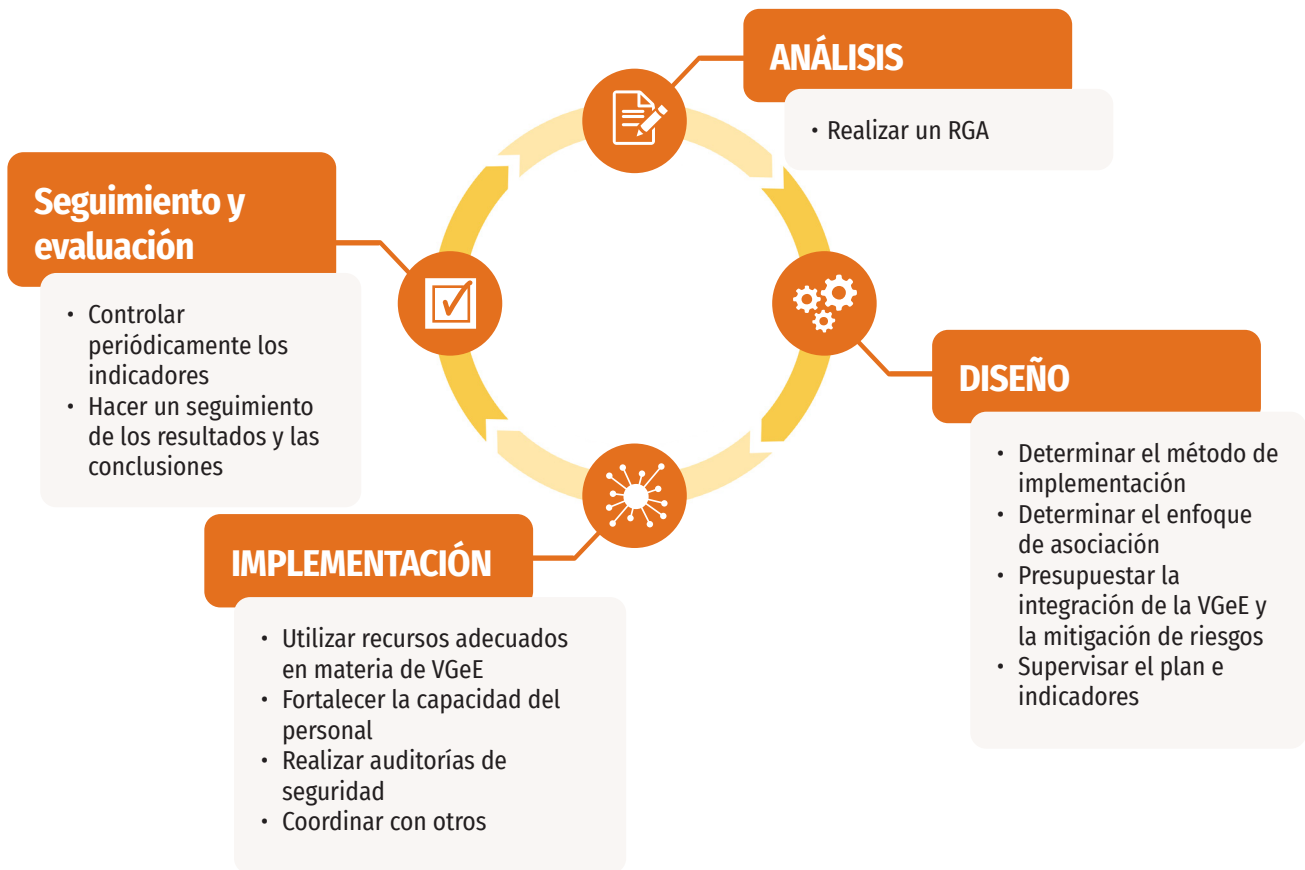 ANÁLISIS
• Realizar un RGA
DISEÑO
• Determinar el método de
implementación
• Determinar el enfoque
de asociación
• Presupuestar la
integración de la VGeE y
la mitigación de riesgos
• Supervisar el plan e
indicadores
IMPLEMENTACIÓN
• Utilizar recursos adecuados
en materia de VGeE
• Fortalecer la capacidad del
personal
• Realizar auditorías de
seguridad
• Coordinar con otros
Seguimiento y
evaluación
• Controlar
periódicamente los
indicadores
• Hacer un seguimiento
de los resultados y las
conclusiones